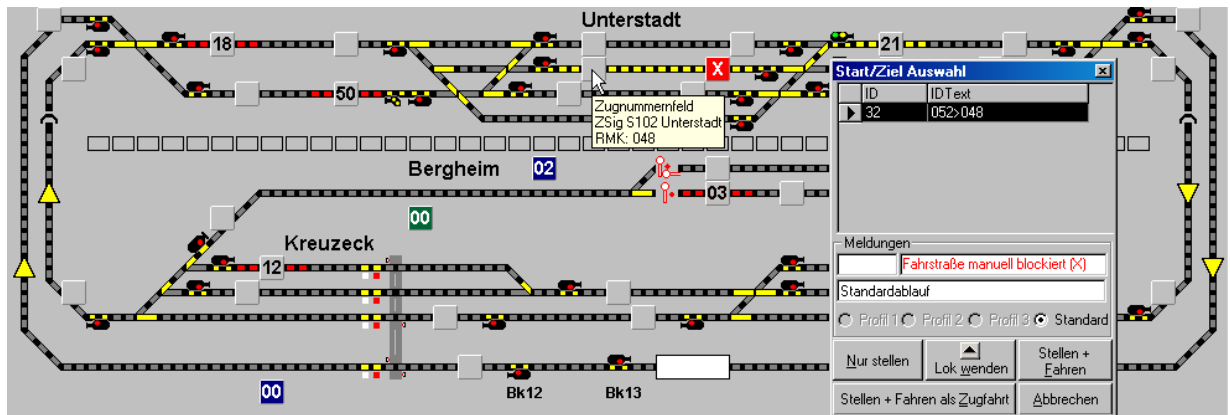 Unterstadt
18
21
X
50
Zugnummernfeld
ZSig S102 Unterstadt
RMK: 048
Bergheim
02
03
00
Kreuzeck
12
00
Bk12
Bk13
Start/Ziel Auswahl
ID
IDText
32
052>048
Meldungen
Fahrstraße manuell blockiert (X)
Standardablauf
Profil 1
Profil 2
Profil 3
Standard
Nur stellen
Lok wenden
Stellen +
Fahren
Stellen + Fahren als Zugfahrt
Abbrechen